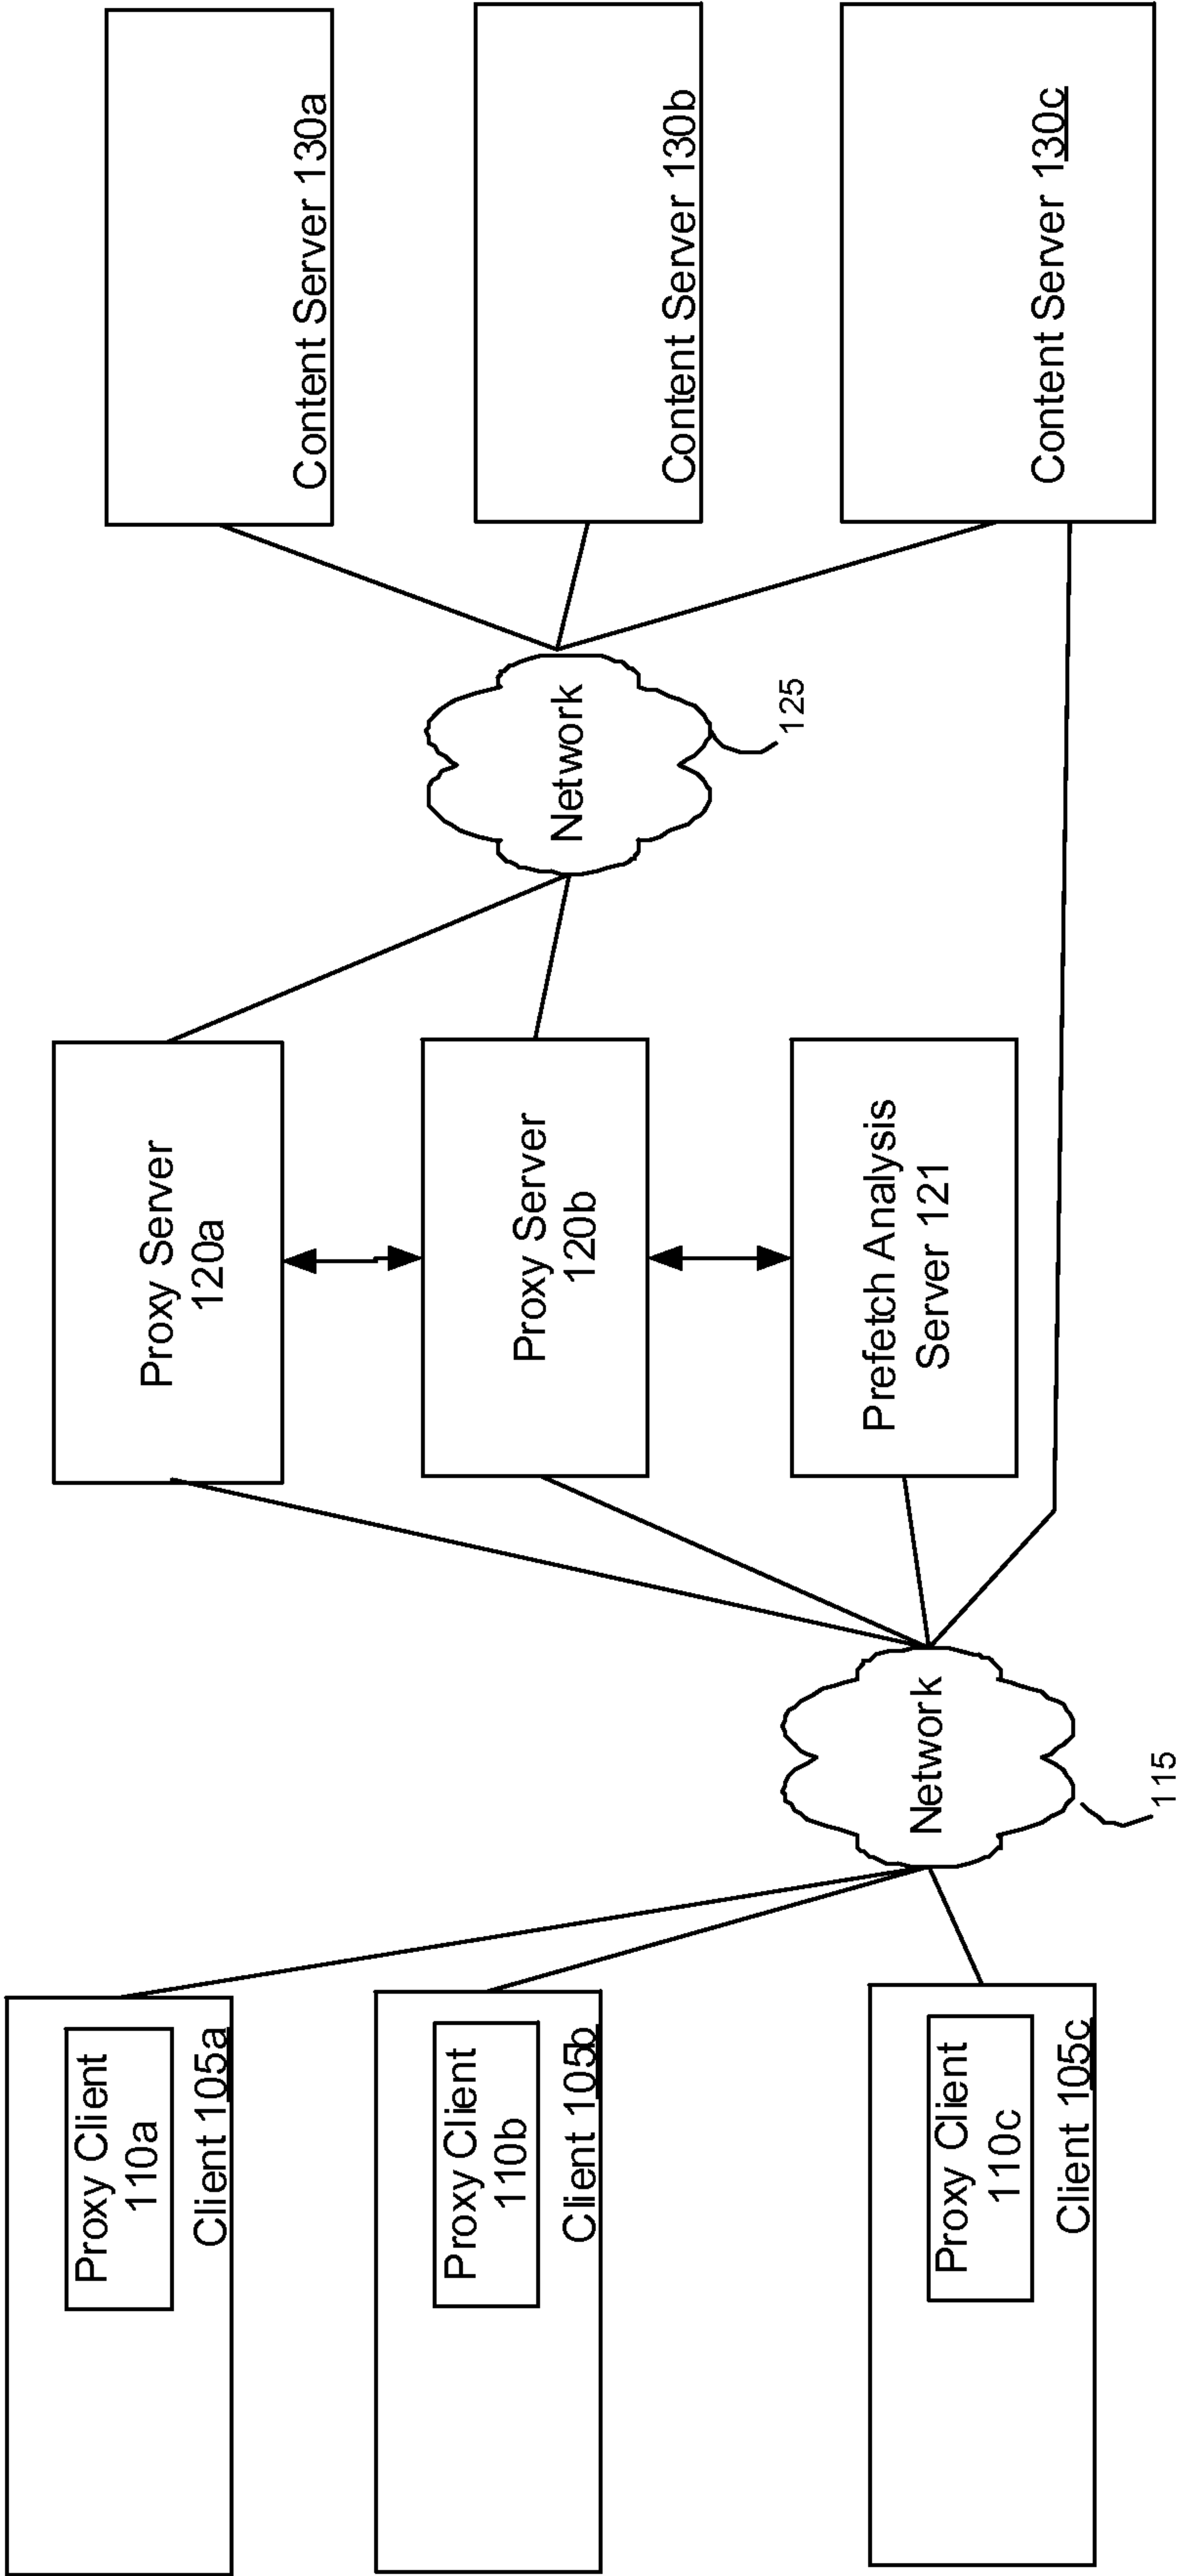 Proxy Client
110a
Client 105a
Proxy Client
110b
Client 105b
Proxy Client
110c
Client 105c
Network
115
Proxy Server
120a
Proxy Server
120b
Prefetch Analysis
Server 121
Network
125
Content Server 130a
Content Server 130b
Content Server 130c